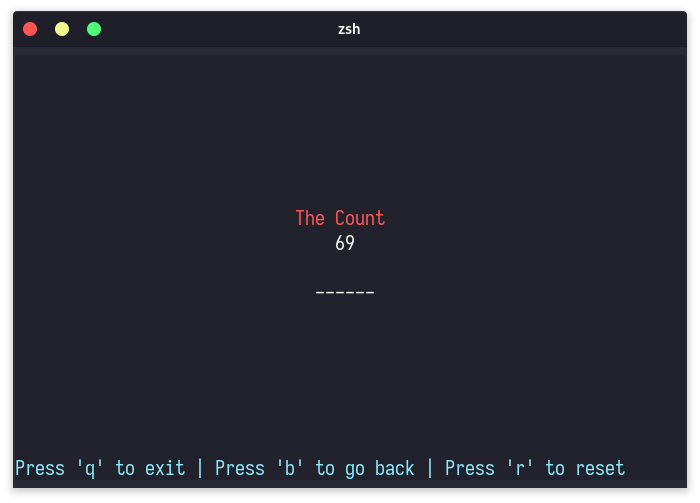 zsh
The Count
69
------
Press 'q' to exit | Press 'b' to go back | Press 'r' to reset